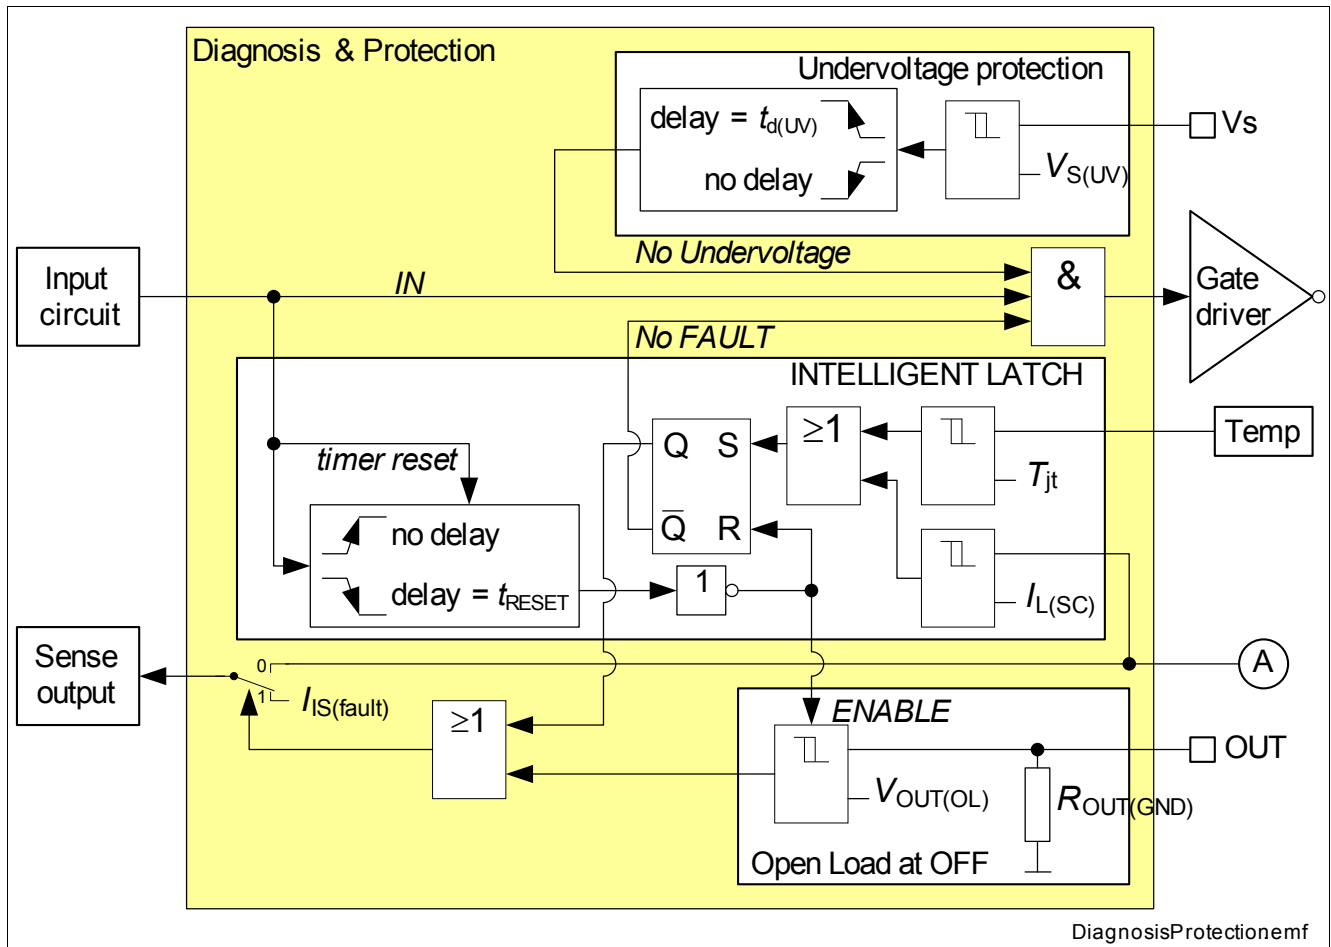 Diagnosis & Protection
Undervoltage protection
delay = td(UV)
no delay
VS(UV)
Vs
Input
circuit
IN
No Undervoltage
No FAULT
&
Gate
driver
INTELLIGENT LATCH
timer reset
no delay
delay = tRESET
Q S
Q̅ R
1
≥1
Tjt
IL(SC)
Temp
Sense
output
0
1
IIS(fault)
≥1
A
ENABLE
VOUT(OL)
ROUT(GND)
OUT
Open Load at OFF
DiagnosisProtectionemf